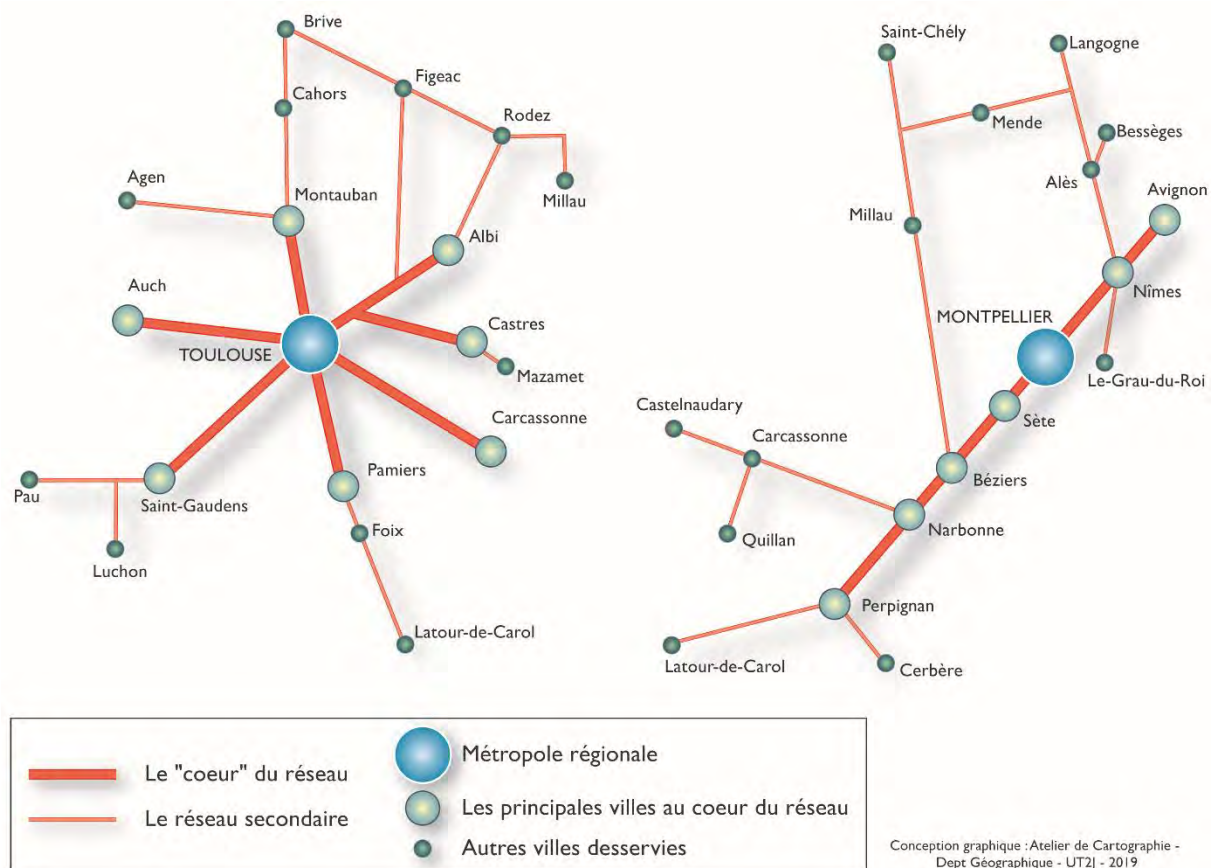 Brive
Figeac
Cahors
Rodez
Agen
Montauban
Millau
Albi
Auch
Castres
TOULOUSE
Mazamet
Carcassonne
Pamiers
Pau
Saint-Gaudens
Foix
Luchon
Latour-de-Carol
Saint-Chély
Langogne
Mende
Bessèges
Alès
Avignon
Millau
Nîmes
MONTPELLIER
Le-Grau-du-Roi
Castelnaudary
Sète
Carcassonne
Béziers
Quillan
Narbonne
Perpignan
Latour-de-Carol
Cerbère
Le "coeur" du réseau
Le réseau secondaire
Métropole régionale
Les principales villes au coeur du réseau
Autres villes desservies
Conception graphique : Atelier de Cartographie -
Dept Géographique - UT2J - 2019